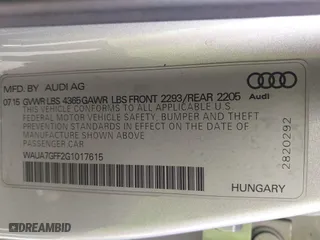 MFD. BY AUDI AG
07 15 GVWR LBS 4365 GAWR LBS FRONT 2293/REAR 2205
Audi
THIS VEHICLE CONFORMS TO ALL APPLICABLE U.S.
FEDERAL MOTOR VEHICLE SAFETY, BUMPER AND THEFT
PREVENTION STANDARDS IN EFFECT ON THE DATE OF
MANUFACTURE SHOWN ABOVE.
PASSENGER CAR
WAUA7GFF2G1017615
HUNGARY
2820292
DREAMBID